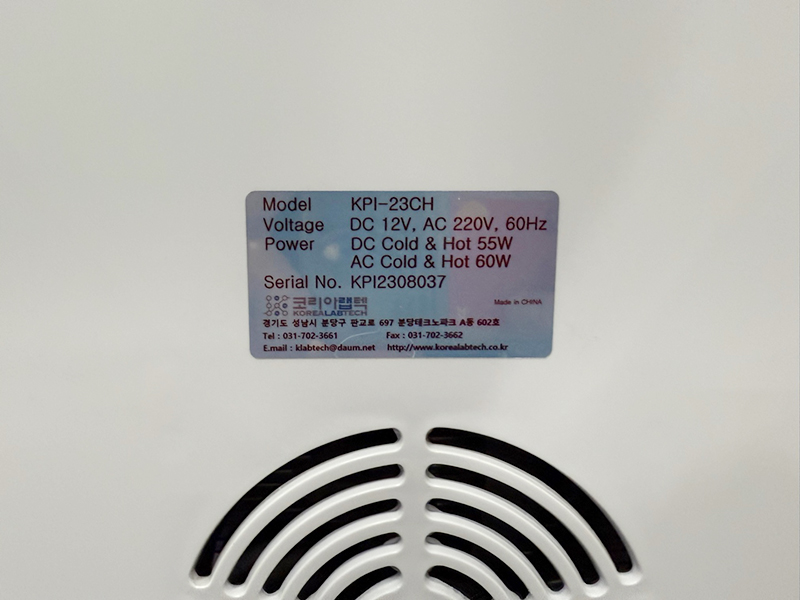 Model KPI-23CH
Voltage DC 12V, AC 220V, 60Hz
Power DC Cold & Hot 55W
AC Cold & Hot 60W
Serial No. KPI2308037
코리아랩텍
KOREALABTECH
Made in CHINA
경기도 성남시 분당구 판교로 697 분당테크노파크 A동 602호
Tel : 031-702-3661 Fax : 031-702-3662
E.mail : klabtech@daum.net http://www.korealabtech.co.kr